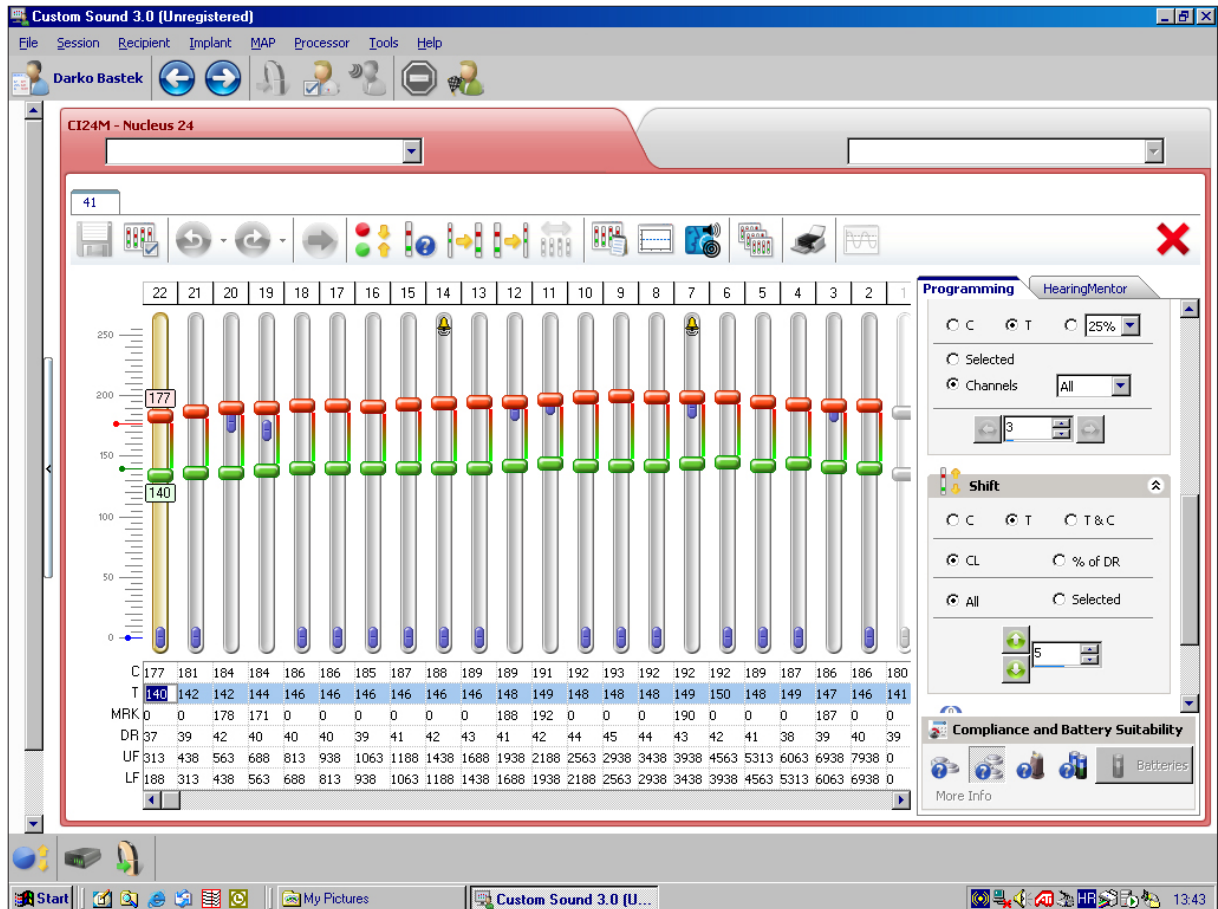 Custom Sound 3.0 (Unregistered)
File Session Recipient Implant MAP Processor Tools Help
Darko Bastek
CI24M - Nucleus 24
41
22 21 20 19 18 17 16 15 14 13 12 11 10 9 8 7 6 5 4 3 2 1
250
200
150
100
50
0
177
140
C 177 181 184 184 186 186 185 187 188 189 189 191 192 193 192 192 192 189 187 186 186 180
T 140 142 142 144 146 146 146 146 146 146 148 149 148 148 148 149 150 148 149 147 146 141
MRK 0 0 178 171 0 0 0 0 0 0 188 192 0 0 0 190 0 0 0 187 0 0
DR 37 39 42 40 40 40 39 41 42 43 41 42 44 45 44 43 42 41 38 39 40 39
UF 313 438 563 688 813 938 1063 1188 1438 1688 1938 2188 2563 2938 3438 3938 4563 5313 6063 6938 7938 0
LF 188 313 438 563 688 813 938 1063 1188 1438 1688 1938 2188 2563 2938 3438 3938 4563 5313 6063 6938 0
Programming HearingMentor
C T 25%
Selected
Channels All
3
Shift
C T T & C
CL % of DR
All Selected
5
Compliance and Battery Suitability
Batteries
More Info
Start My Pictures Custom Sound 3.0 (U... HR 13:43